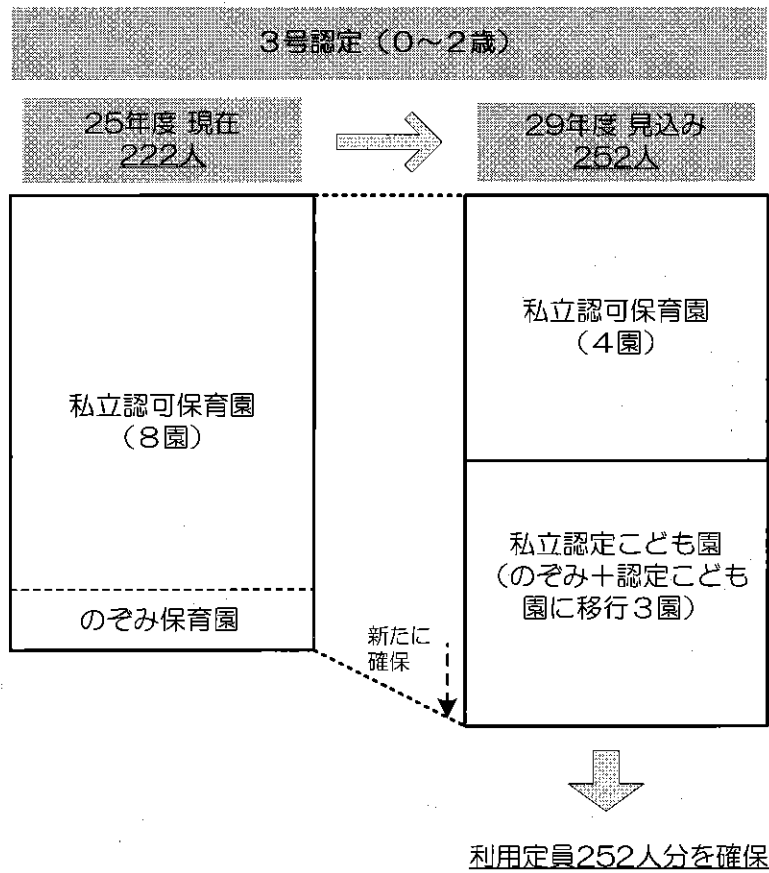 3号認定（0～2歳）
25年度 現在
222人
29年度 見込み
252人
私立認可保育園
（8園）
のぞみ保育園
新たに
確保
私立認可保育園
（4園）
私立認定こども園
（のぞみ＋認定こども
園に移行3園）
利用定員252人分を確保